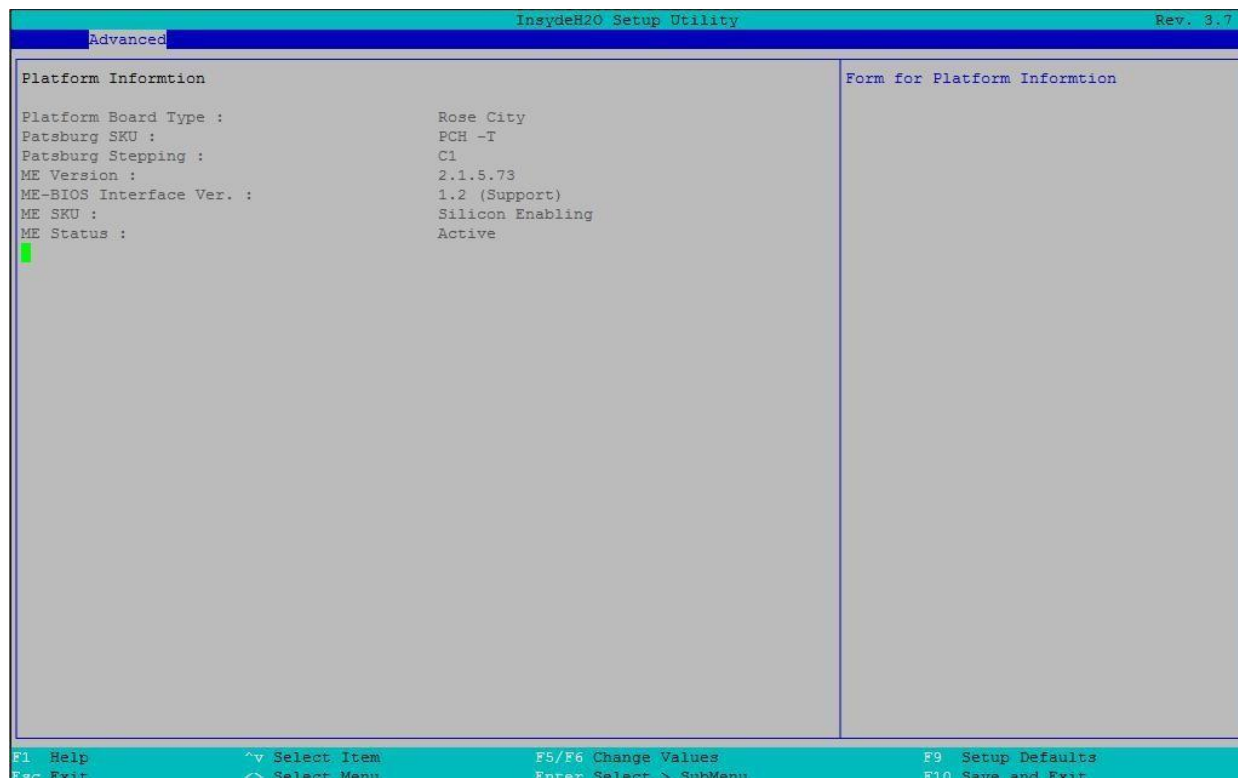 InsydeH2O Setup Utility Rev. 3.7
Advanced
Platform Informtion Form for Platform Informtion
Platform Board Type : Rose City
Patsburg SKU : PCH -T
Patsburg Stepping : C1
ME Version : 2.1.5.73
ME-BIOS Interface Ver. : 1.2 (Support)
ME SKU : Silicon Enabling
ME Status : Active
F1 Help ^v Select Item F5/F6 Change Values F9 Setup Defaults
Esc Exit <> Select Menu Enter Select > SubMenu F10 Save and Exit